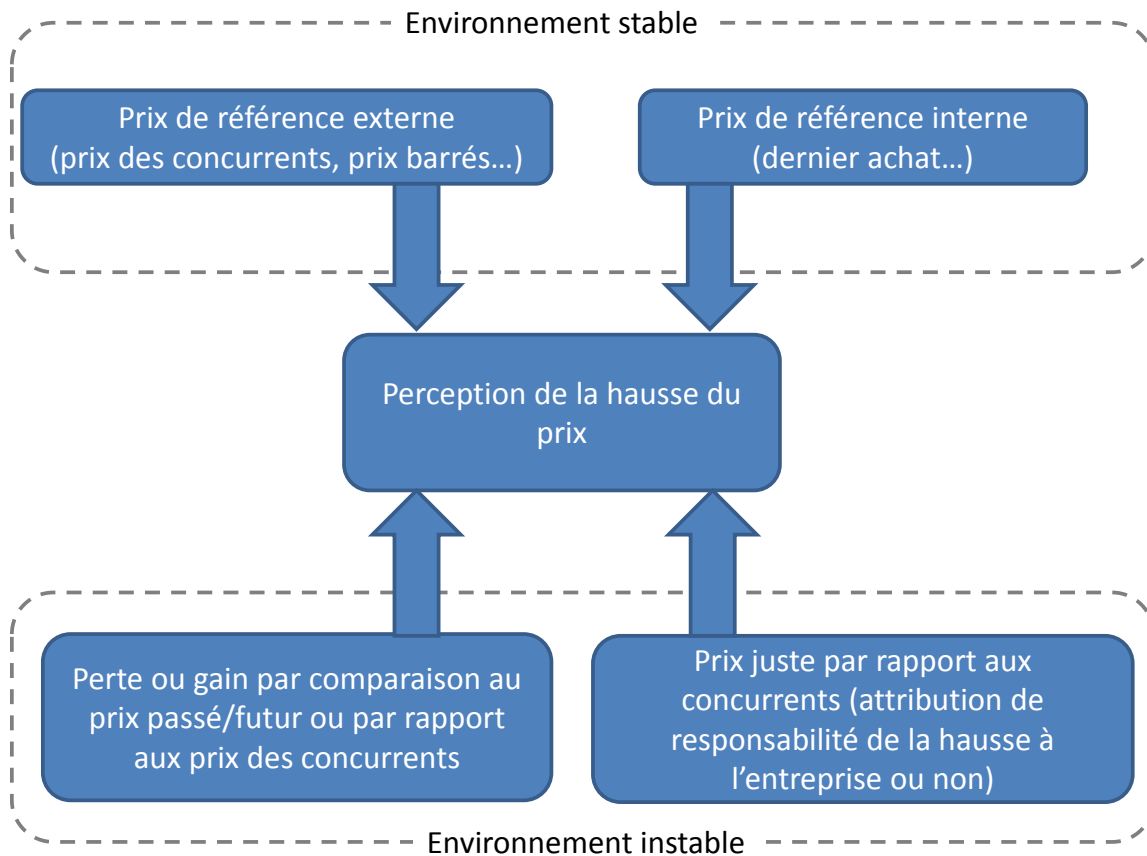 Environnement stable
Prix de référence externe
(prix des concurrents, prix barrés…)
Prix de référence interne
(dernier achat…)
Perception de la hausse du
prix
Perte ou gain par comparaison au
prix passé/futur ou par rapport
aux prix des concurrents
Prix juste par rapport aux
concurrents (attribution de
responsabilité de la hausse à
l’entreprise ou non)
Environnement instable